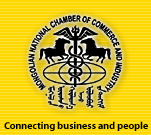 MONGOLIAN NATIONAL CHAMBER OF COMMERCE AND INDUSTRY
Connecting business and people